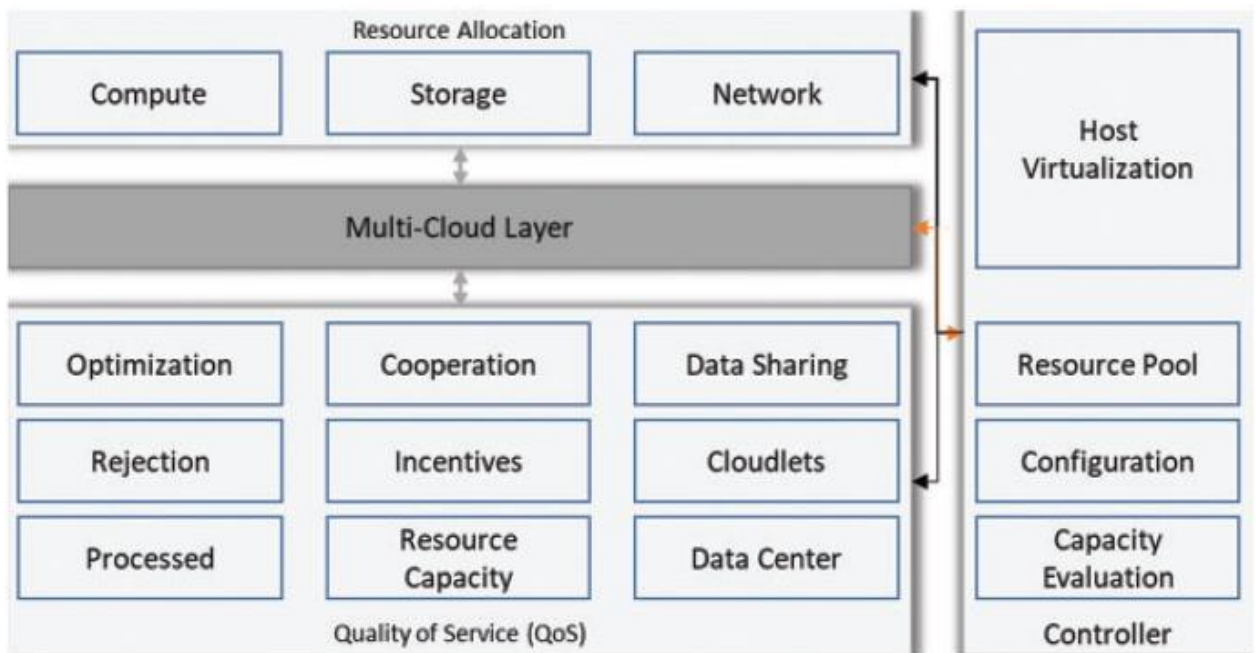 Resource Allocation
Compute
Storage
Network
Multi-Cloud Layer
Optimization
Cooperation
Data Sharing
Rejection
Incentives
Cloudlets
Processed
Resource
Capacity
Data Center
Quality of Service (QoS)
Host
Virtualization
Resource Pool
Configuration
Capacity
Evaluation
Controller